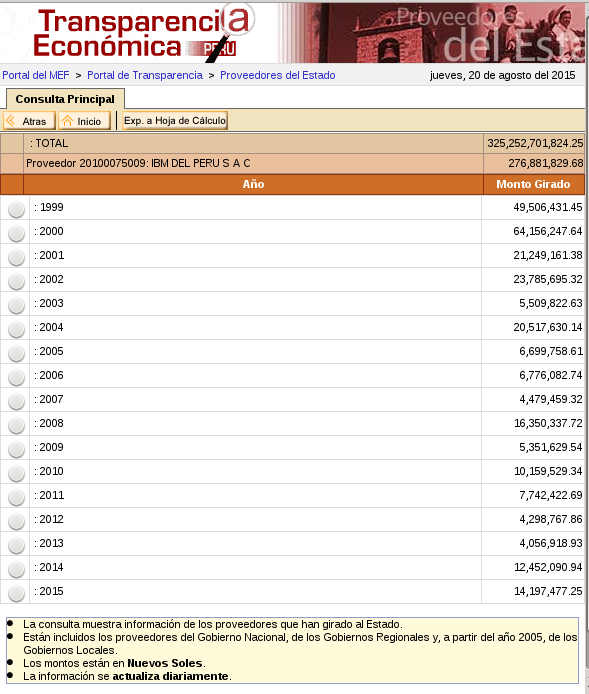 Transparencia
Económica PERU
Proveedores
del Esta
Portal del MEF > Portal de Transparencia > Proveedores del Estado jueves, 20 de agosto del 2015
Consulta Principal
Atras Inicio Exp. a Hoja de Cálculo
: TOTAL 325,252,701,824.25
Proveedor 20100075009: IBM DEL PERU S A C 276,881,829.68
Año Monto Girado
: 1999 49,506,431.45
: 2000 64,156,247.64
: 2001 21,249,161.38
: 2002 23,785,695.32
: 2003 5,509,822.63
: 2004 20,517,630.14
: 2005 6,699,758.61
: 2006 6,776,082.74
: 2007 4,479,459.32
: 2008 16,350,337.72
: 2009 5,351,629.54
: 2010 10,159,529.34
: 2011 7,742,422.69
: 2012 4,298,767.86
: 2013 4,056,918.93
: 2014 12,452,090.94
: 2015 14,197,477.25
La consulta muestra información de los proveedores que han girado al Estado.
Están incluidos los proveedores del Gobierno Nacional, de los Gobiernos Regionales y, a partir del año 2005, de los
Gobiernos Locales.
Los montos están en Nuevos Soles.
La información se actualiza diariamente.